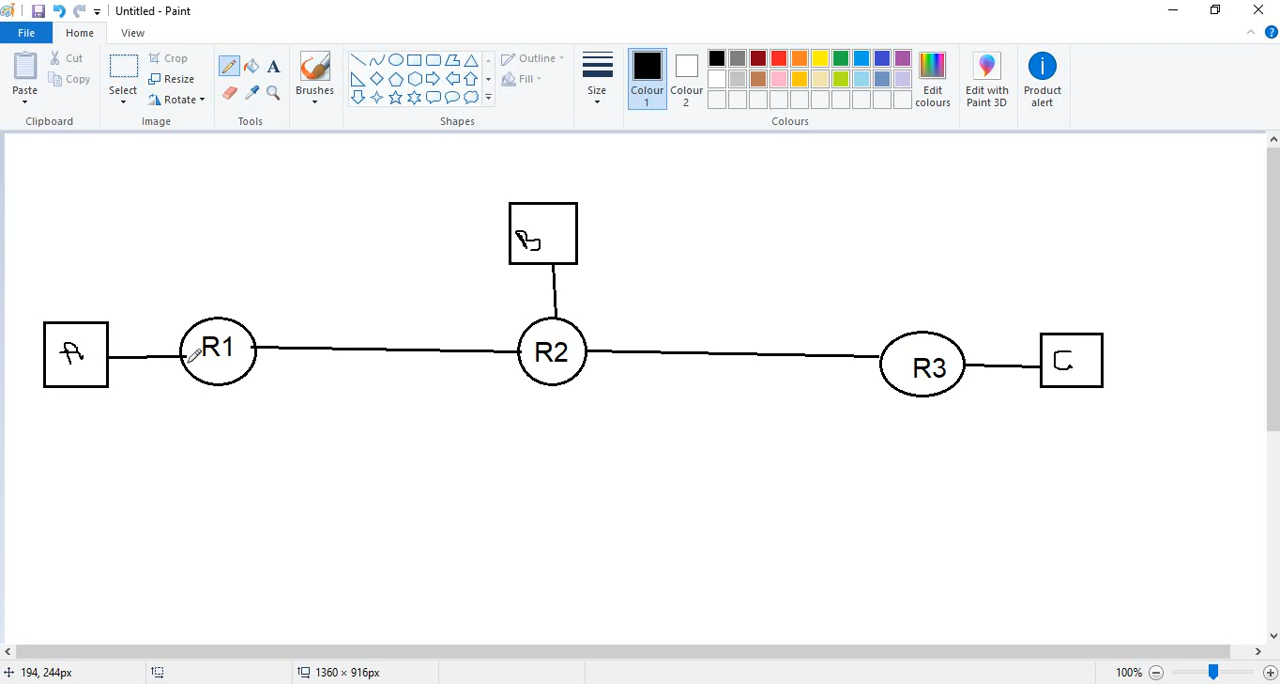 Untitled - Paint
File
Home
View
Paste
Cut
Copy
Clipboard
Select
Crop
Resize
Rotate
Image
A
Tools
Brushes
Outline
Fill
Shapes
Size
Colour 1
Colour 2
Edit colours
Colours
Edit with Paint 3D
Product alert
A
R1
R2
R3
C
194, 244px
1360 × 916px
100%